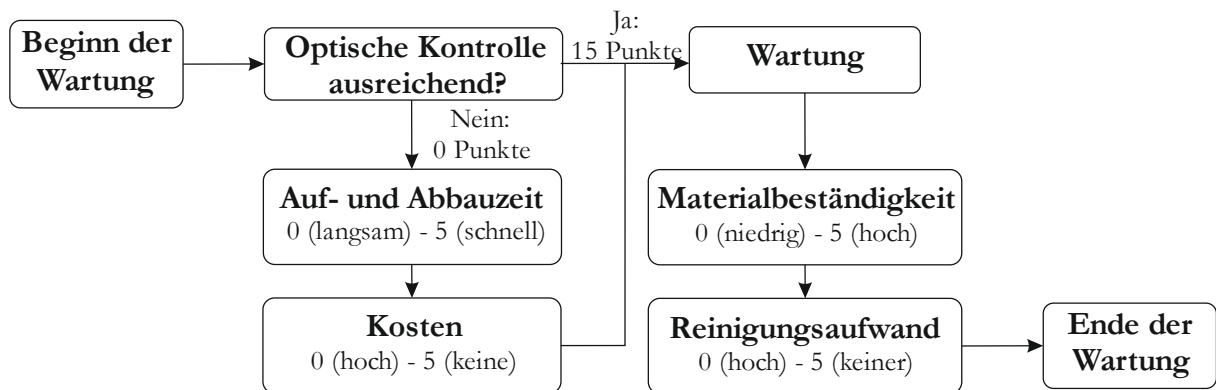 Beginn der
Wartung
Optische Kontrolle
ausreichend?
Ja:
15 Punkte
Wartung
Nein:
0 Punkte
Auf- und Abbauzeit
0 (langsam) - 5 (schnell)
Kosten
0 (hoch) - 5 (keine)
Materialbeständigkeit
0 (niedrig) - 5 (hoch)
Reinigungsaufwand
0 (hoch) - 5 (keiner)
Ende der
Wartung